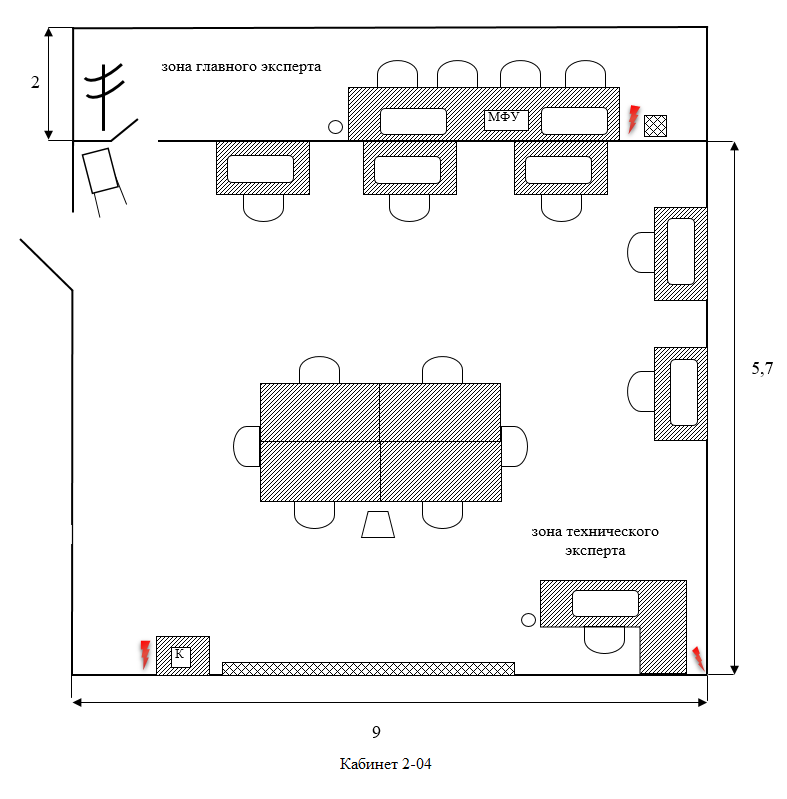 зона главного эксперта
2
МФУ
5,7
зона технического
эксперта
К
9
Кабинет 2-04